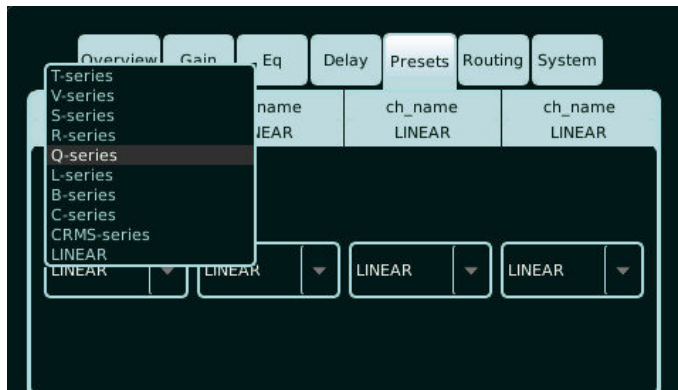 Overview Gain Eq Delay Presets Routing System
T-series
V-series
S-series
R-series
Q-series
L-series
B-series
C-series
CRMS-series
LINEAR
name ch_name ch_name
NEAR LINEAR LINEAR
LINEAR LINEAR LINEAR LINEAR